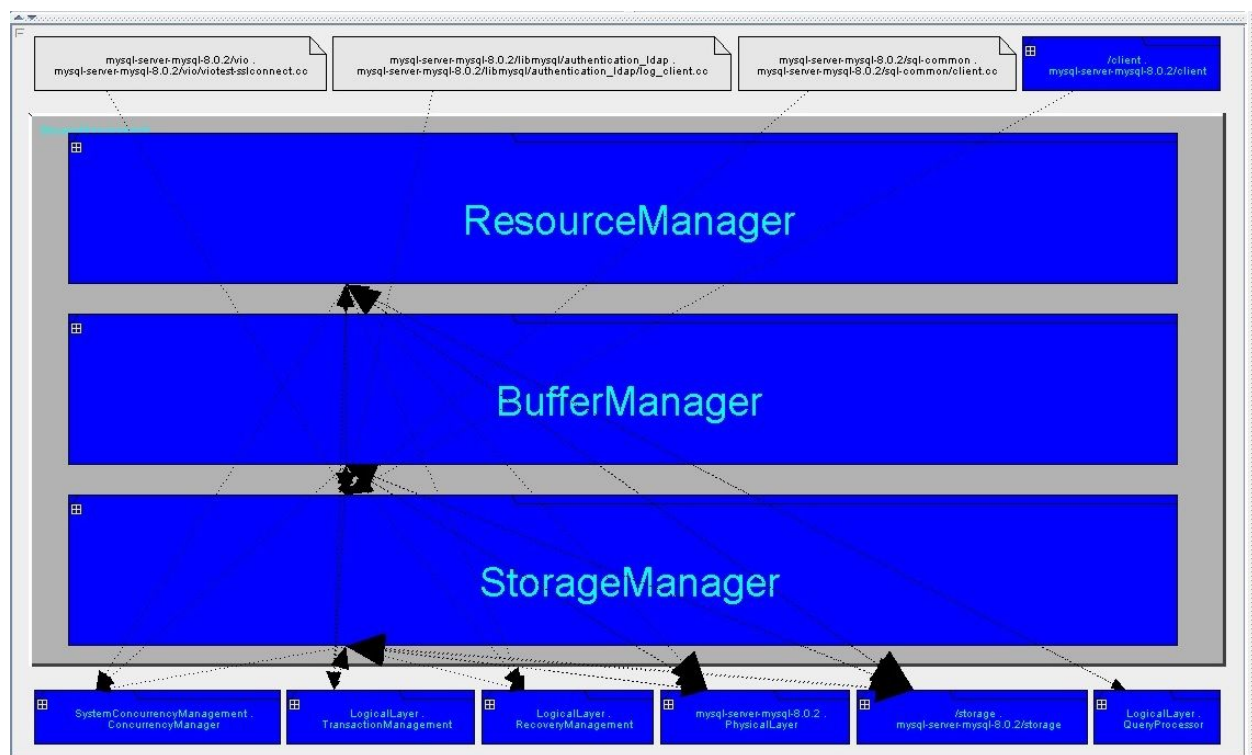 mysql-server-mysql-8.0.2/vio .
mysql-server-mysql-8.0.2/vio/viotest-sslconnect.cc
mysql-server-mysql-8.0.2/libmysql/authentication_ldap .
mysql-server-mysql-8.0.2/libmysql/authentication_ldap/log_client.cc
mysql-server-mysql-8.0.2/sql-common .
mysql-server-mysql-8.0.2/sql-common/client.cc
/client .
mysql-server-mysql-8.0.2/client
ResourceManager
BufferManager
StorageManager
SystemConcurrencyManagement .
ConcurrencyManager
LogicalLayer .
TransactionManagement
LogicalLayer .
RecoveryManagement
mysql-server-mysql-8.0.2 .
PhysicalLayer
/storage .
mysql-server-mysql-8.0.2/storage
LogicalLayer .
QueryProcessor